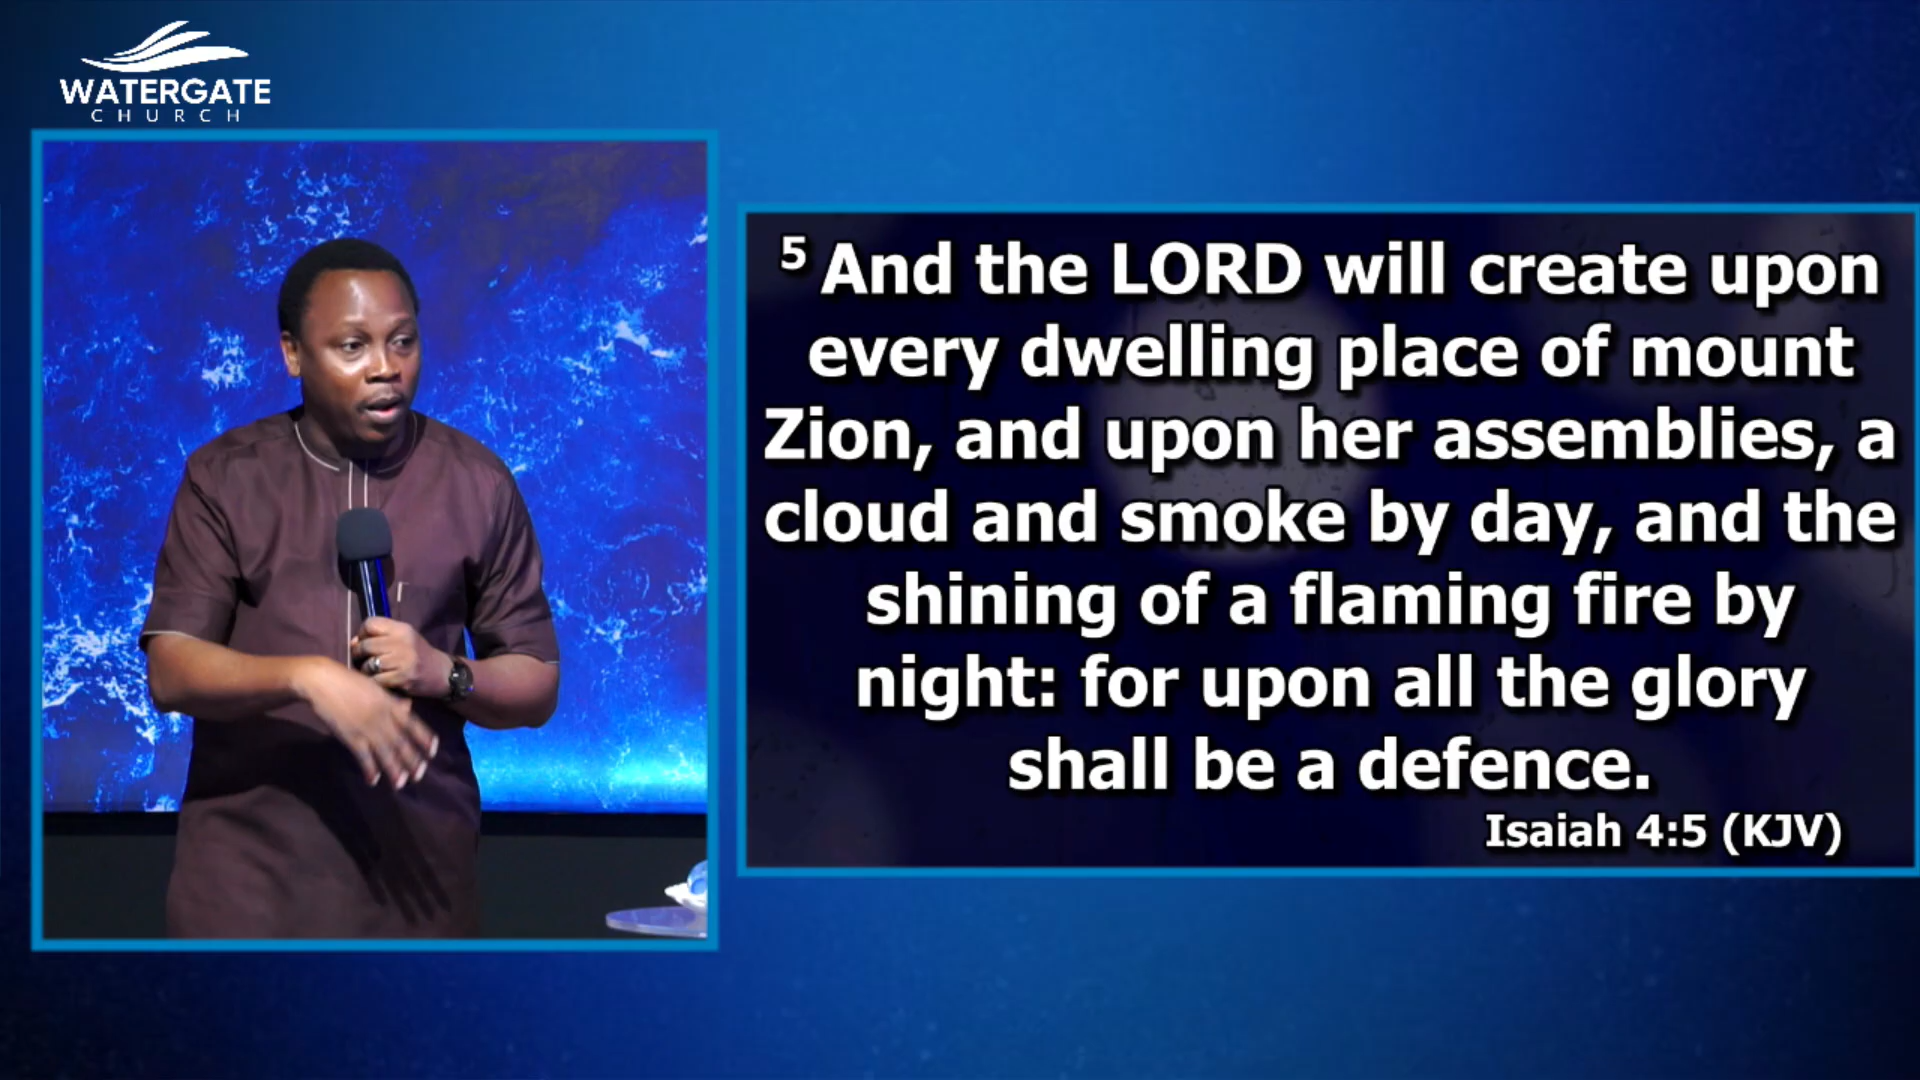 WATERGATE
CHURCH
5 And the LORD will create upon
every dwelling place of mount
Zion, and upon her assemblies, a
cloud and smoke by day, and the
shining of a flaming fire by
night: for upon all the glory
shall be a defence.
Isaiah 4:5 (KJV)